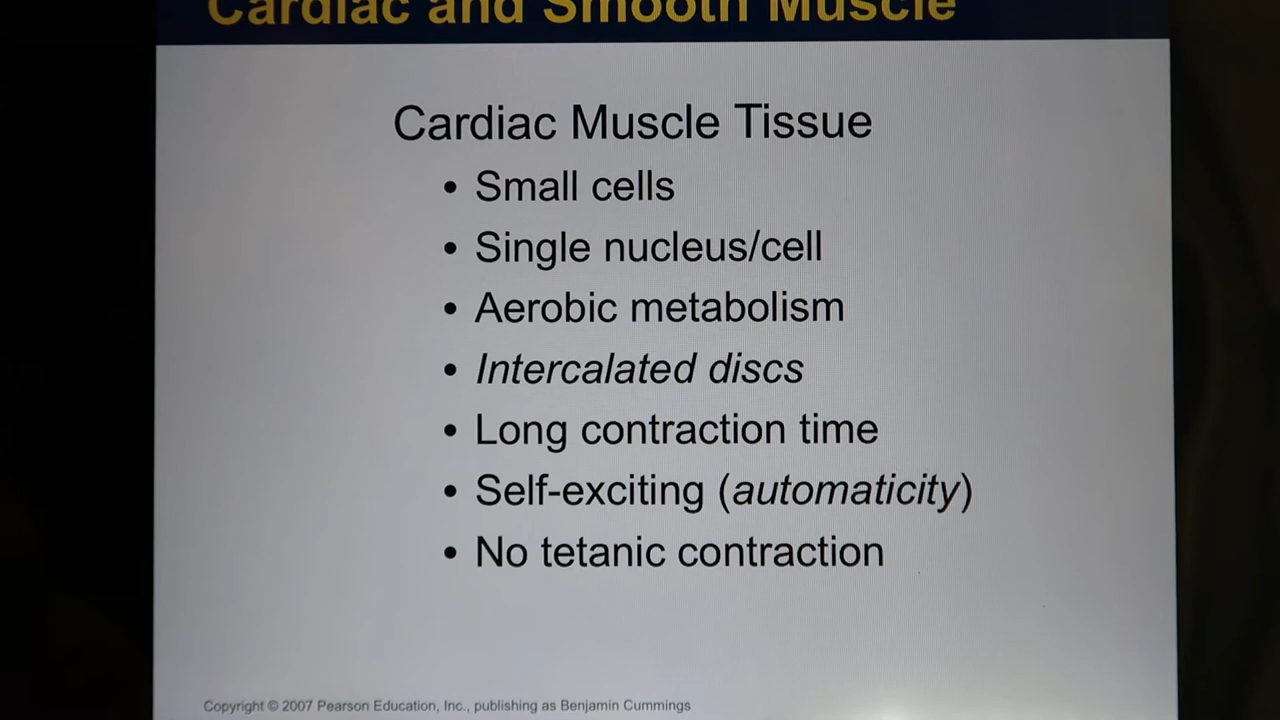 Cardiac and Smooth Muscle
Cardiac Muscle Tissue
• Small cells
• Single nucleus/cell
• Aerobic metabolism
• Intercalated discs
• Long contraction time
• Self-exciting (automaticity)
• No tetanic contraction
Copyright © 2007 Pearson Education, Inc., publishing as Benjamin Cummings